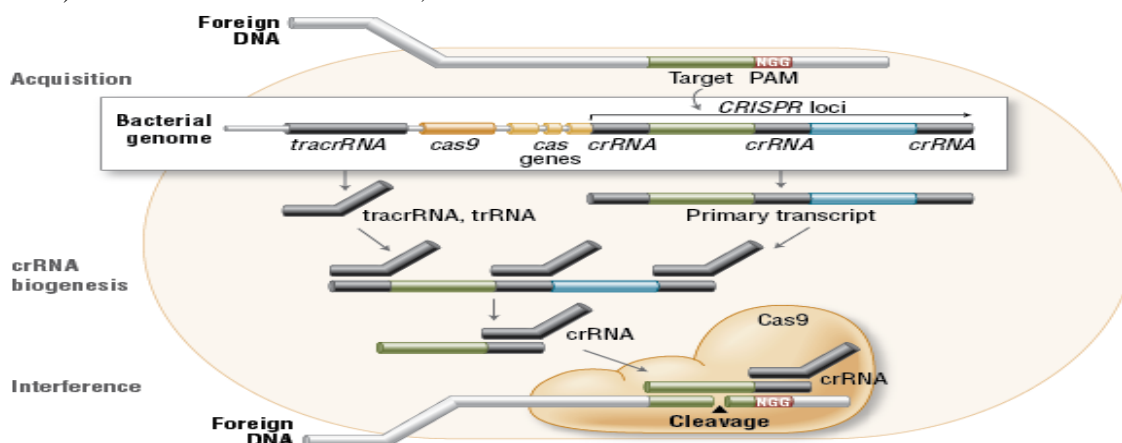 Foreign
DNA
NGG
Acquisition
Target PAM
CRISPR loci
Bacterial
genome
tracrRNA cas9 cas
genes
crRNA crRNA crRNA
tracrRNA, trRNA
Primary transcript
crRNA
biogenesis
Cas9
crRNA
crRNA
Interference
NGG
Cleavage
Foreign
DNA